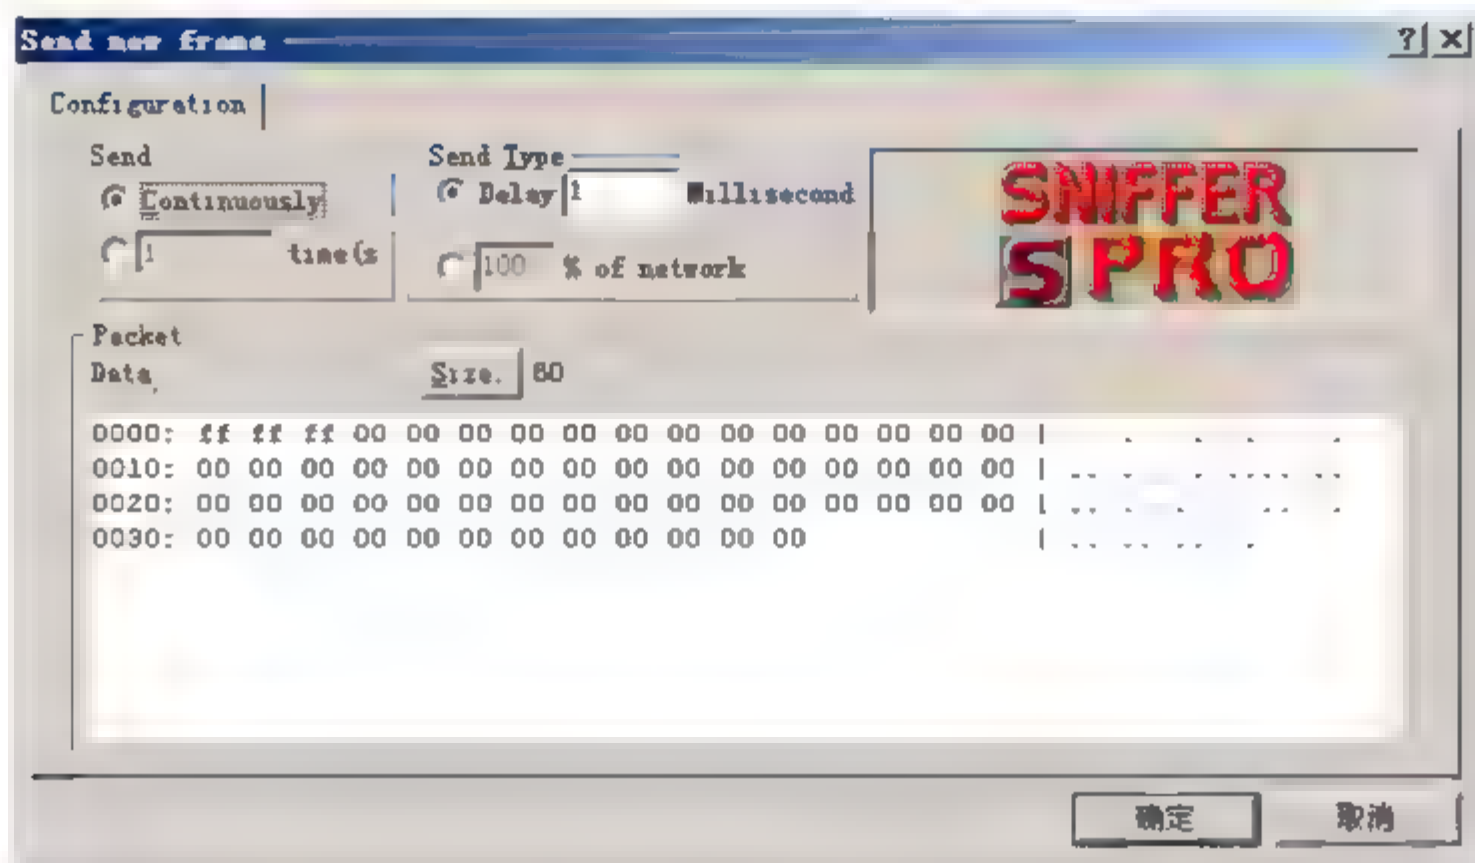 Send new frame
Configuration
Send
Continuously
1 time(s
Send Type
Delay 1 Millisecond
100 % of network
SNIFFER
S PRO
Packet
Data
Size. 60
0000: ff ff ff 00 00 00 00 00 00 00 00 00 00 00 00 00
0010: 00 00 00 00 00 00 00 00 00 00 00 00 00 00 00 00
0020: 00 00 00 00 00 00 00 00 00 00 00 00 00 00 00 00
0030: 00 00 00 00 00 00 00 00 00 00 00 00
确定
取消